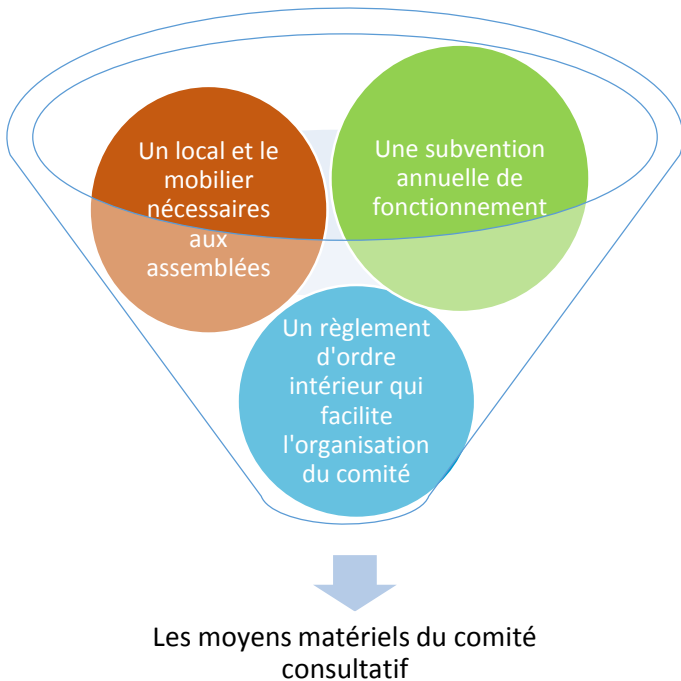 Un local et le
mobilier
nécessaires
aux
assemblées
Une subvention
annuelle de
fonctionnement
Un règlement
d'ordre
intérieur qui
facilite
l'organisation
du comité
Les moyens matériels du comité
consultatif